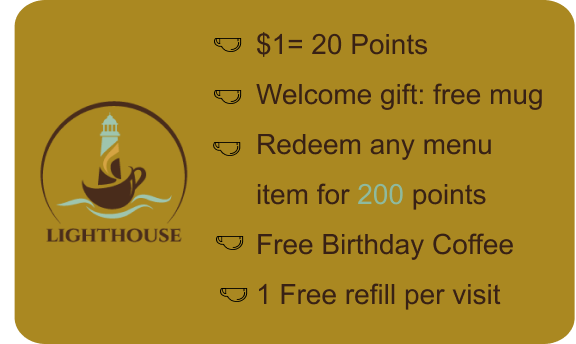 $1= 20 Points
Welcome gift: free mug
Redeem any menu
item for 200 points
Free Birthday Coffee
1 Free refill per visit
LIGHTHOUSE